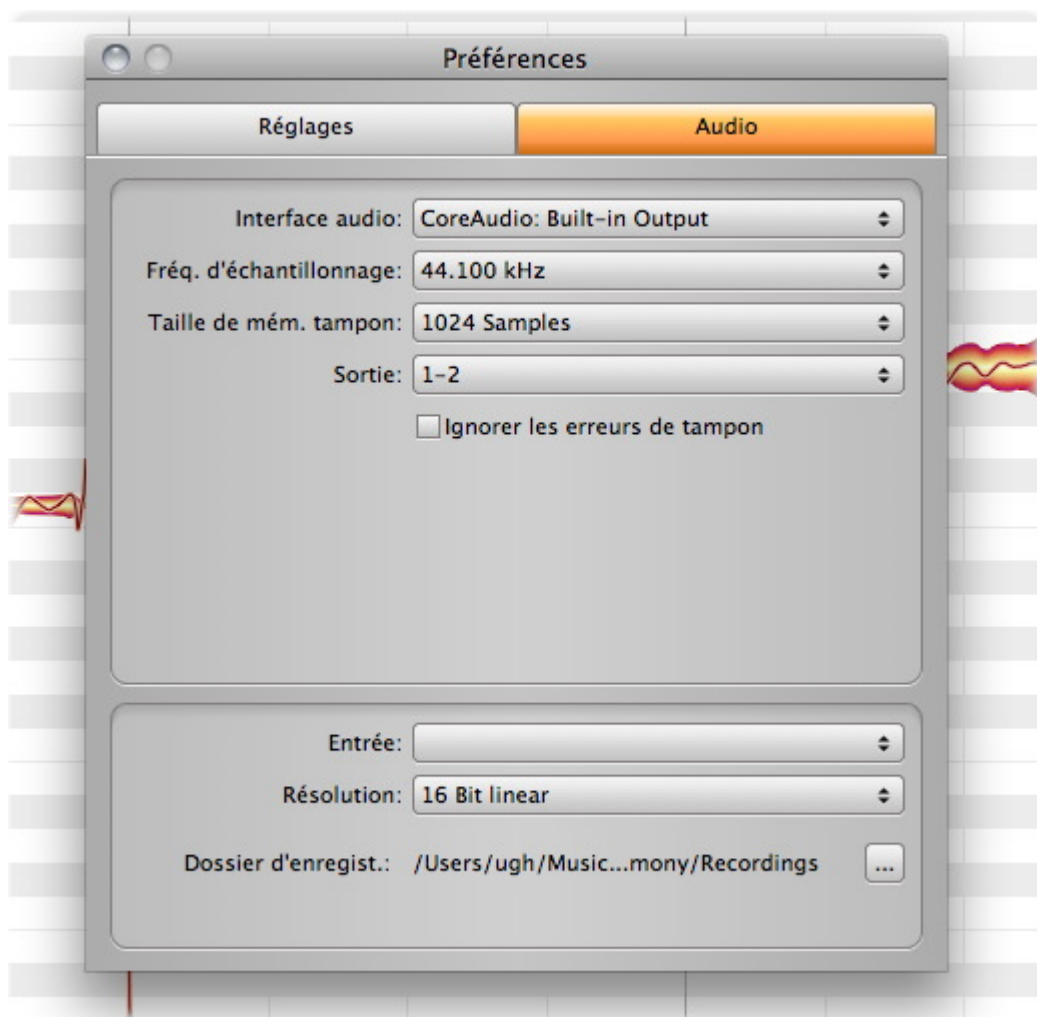 Préférences
Réglages Audio
Interface audio: CoreAudio: Built-in Output
Fréq. d'échantillonnage: 44.100 kHz
Taille de mém. tampon: 1024 Samples
Sortie: 1-2
Ignorer les erreurs de tampon
Entrée:
Résolution: 16 Bit linear
Dossier d'enregist.: /Users/ugh/Music...mony/Recordings ...